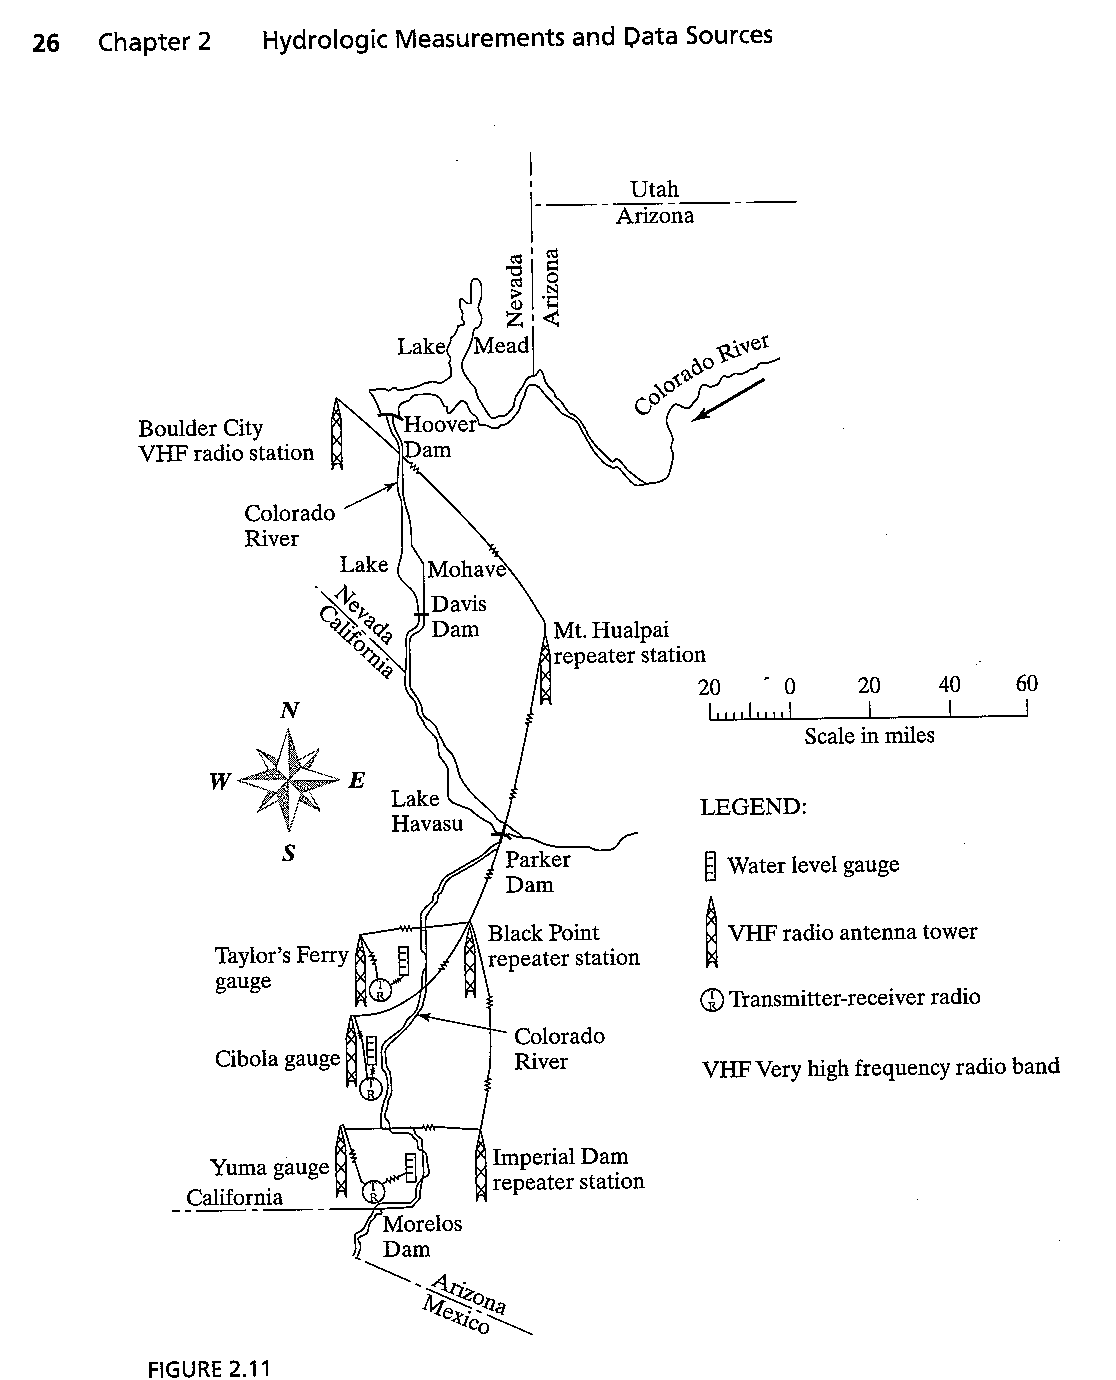 26 Chapter 2 Hydrologic Measurements and Data Sources
Utah
Arizona
Nevada
Arizona
Lake Mead
Colorado River
Boulder City
VHF radio station
Hoover
Dam
Colorado
River
Lake Mohave
Nevada
California
Davis
Dam
Mt. Hualpai
repeater station
20 0 20 40 60
Scale in miles
N
W E
S
Lake
Havasu
Parker
Dam
LEGEND:
Water level gauge
VHF radio antenna tower
T
R
Transmitter-receiver radio
VHF Very high frequency radio band
Taylor's Ferry
gauge
T
R
Black Point
repeater station
Cibola gauge
T
R
Colorado
River
Yuma gauge
T
R
Imperial Dam
repeater station
California
Morelos
Dam
Arizona
Mexico
FIGURE 2.11